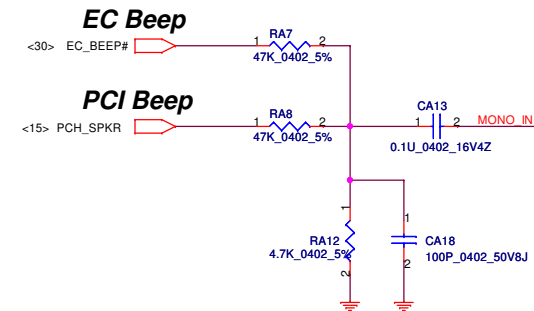 EC Beep
<30> EC_BEEP#
1 RA7 2
47K_0402_5%
PCI Beep
<15> PCH_SPKR
1 RA8 2
47K_0402_5%
CA13
1 2 MONO_IN
0.1U_0402_16V4Z
1
RA12
4.7K_0402_5%
2
1
CA18
100P_0402_50V8J
2